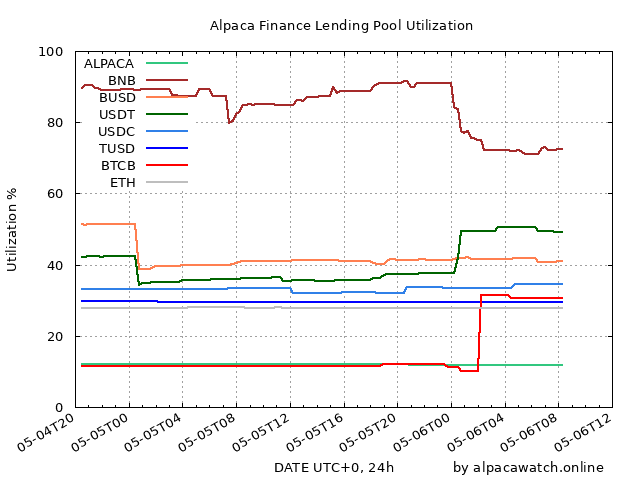 Alpaca Finance Lending Pool Utilization
100
80
60
40
20
0
Utilization %
ALPACA
BNB
BUSD
USDT
USDC
TUSD
BTCB
ETH
05-04T20
05-05T00
05-05T04
05-05T08
05-05T12
05-05T16
05-05T20
05-06T00
05-06T04
05-06T08
05-06T12
DATE UTC+0, 24h
by alpacawatch.online